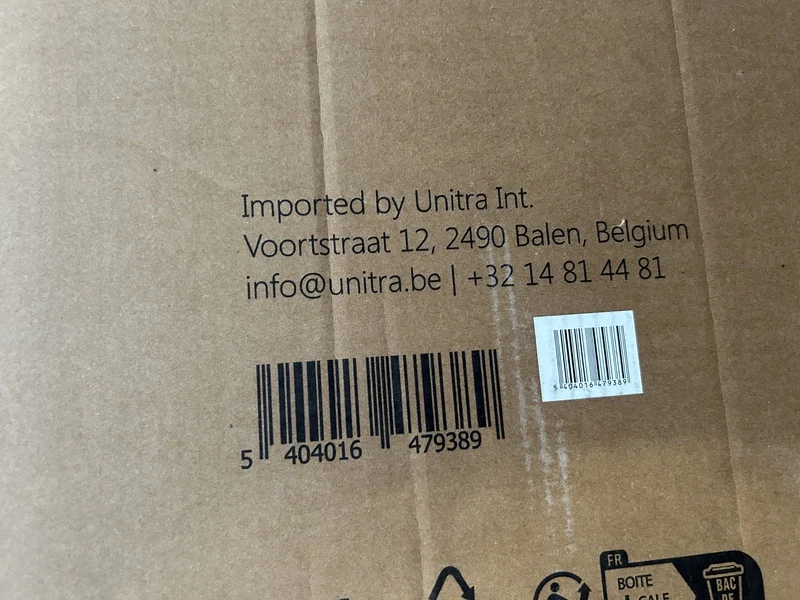 Imported by Unitra Int.
Voortstraat 12, 2490 Balen, Belgium
info@unitra.be | +32 14 81 44 81
5 404016 479389
5 404016 479389
FR
BOITE
BAC
DE